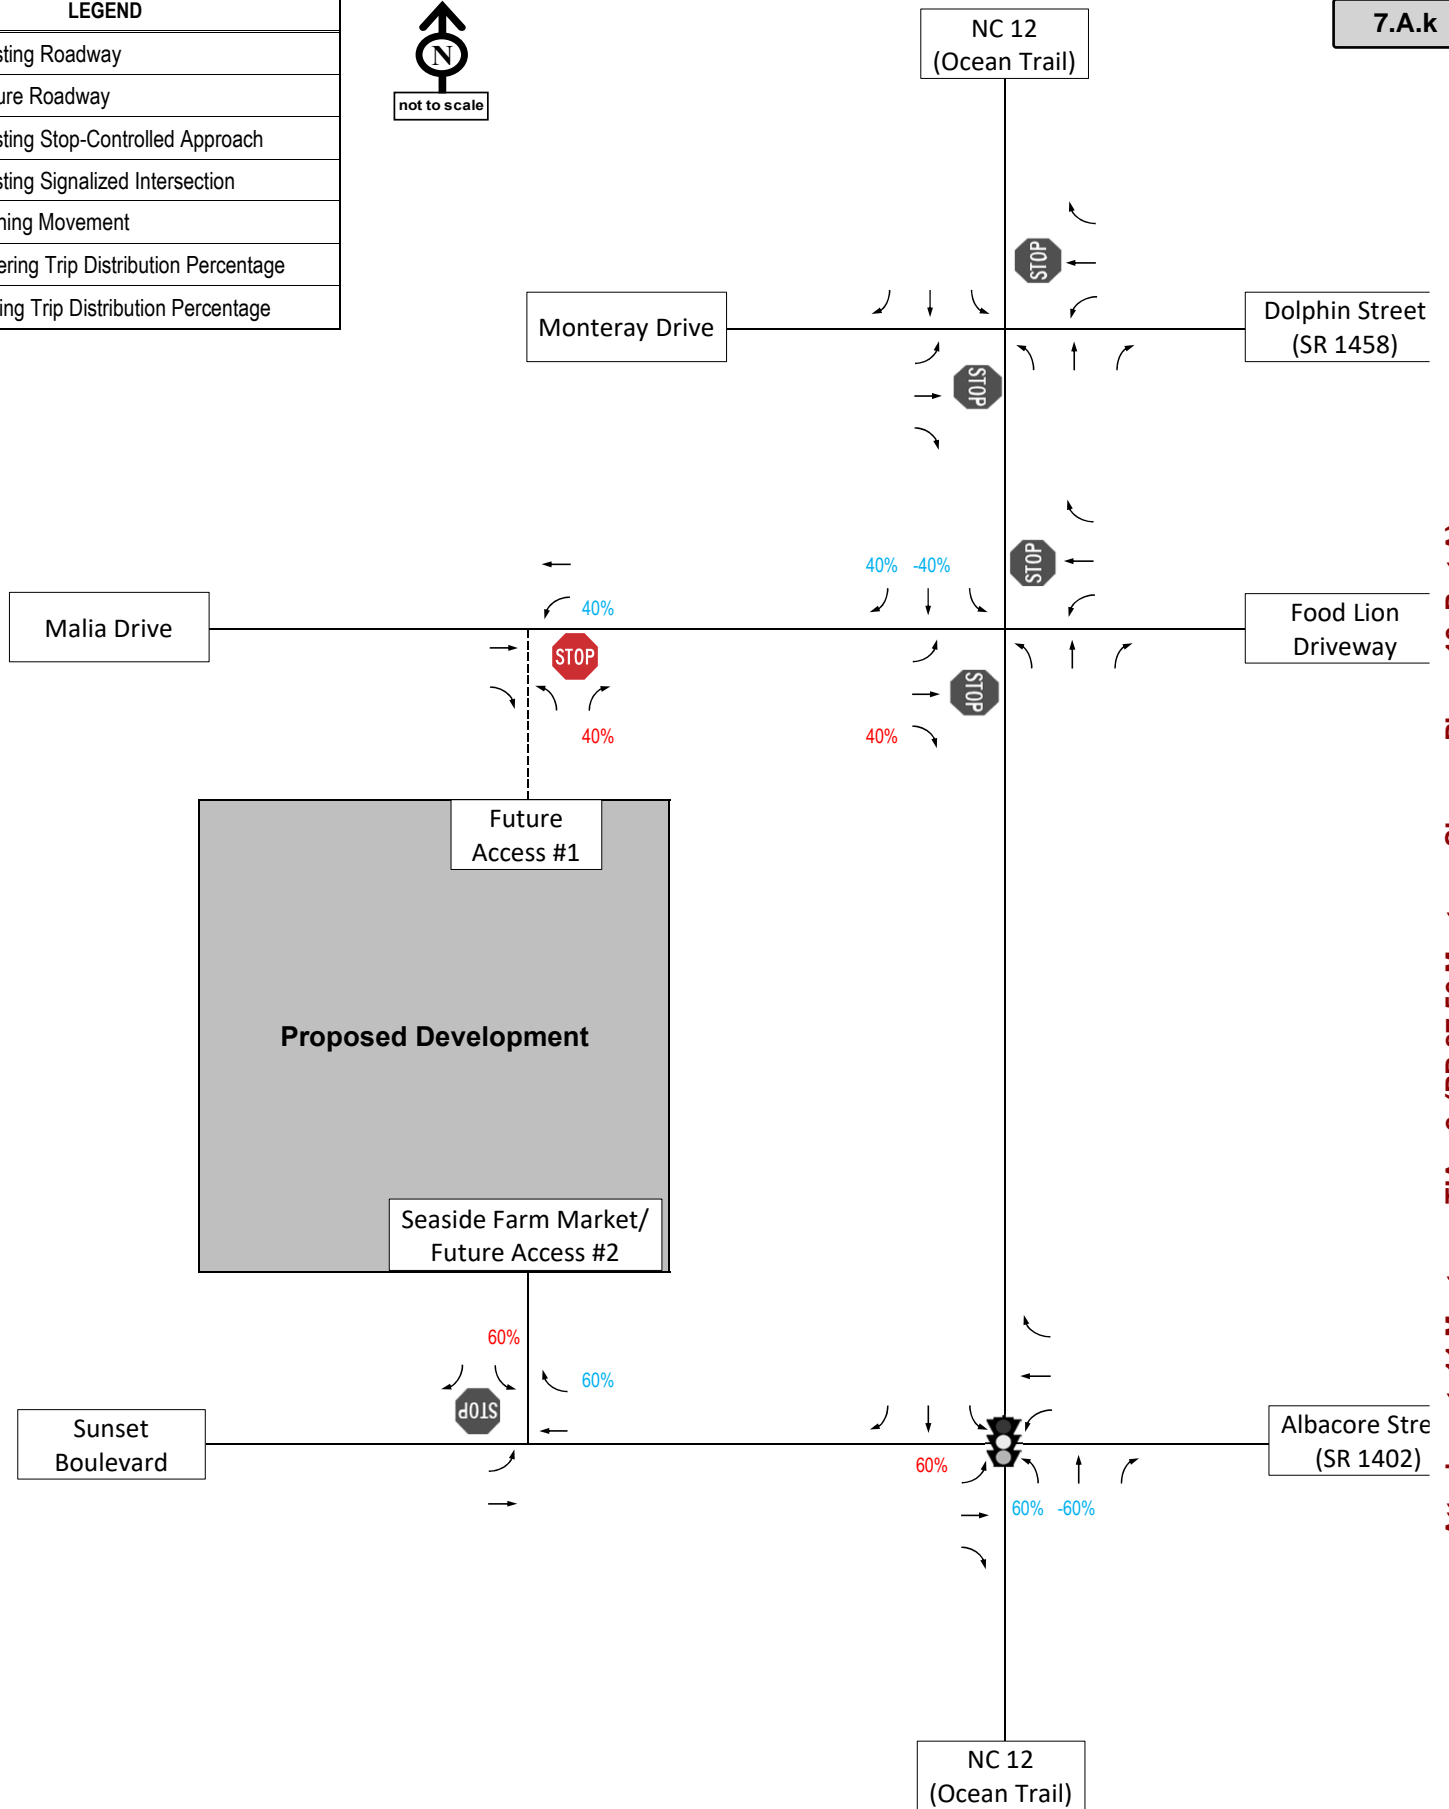 LEGEND
sting Roadway
ure Roadway
sting Stop-Controlled Approach
sting Signalized Intersection
ning Movement
ering Trip Distribution Percentage
ing Trip Distribution Percentage
N
not to scale
NC 12
(Ocean Trail)
7.A.k
STOP
Monteray Drive
Dolphin Street
(SR 1458)
STOP
40% -40%
STOP
40%
Malia Drive
Food Lion
Driveway
STOP
STOP
40%
40%
Future
Access #1
Proposed Development
Seaside Farm Market/
Future Access #2
60%
60%
STOP
Sunset
Boulevard
Albacore Stre
(SR 1402)
60%
60% -60%
NC 12
(Ocean Trail)